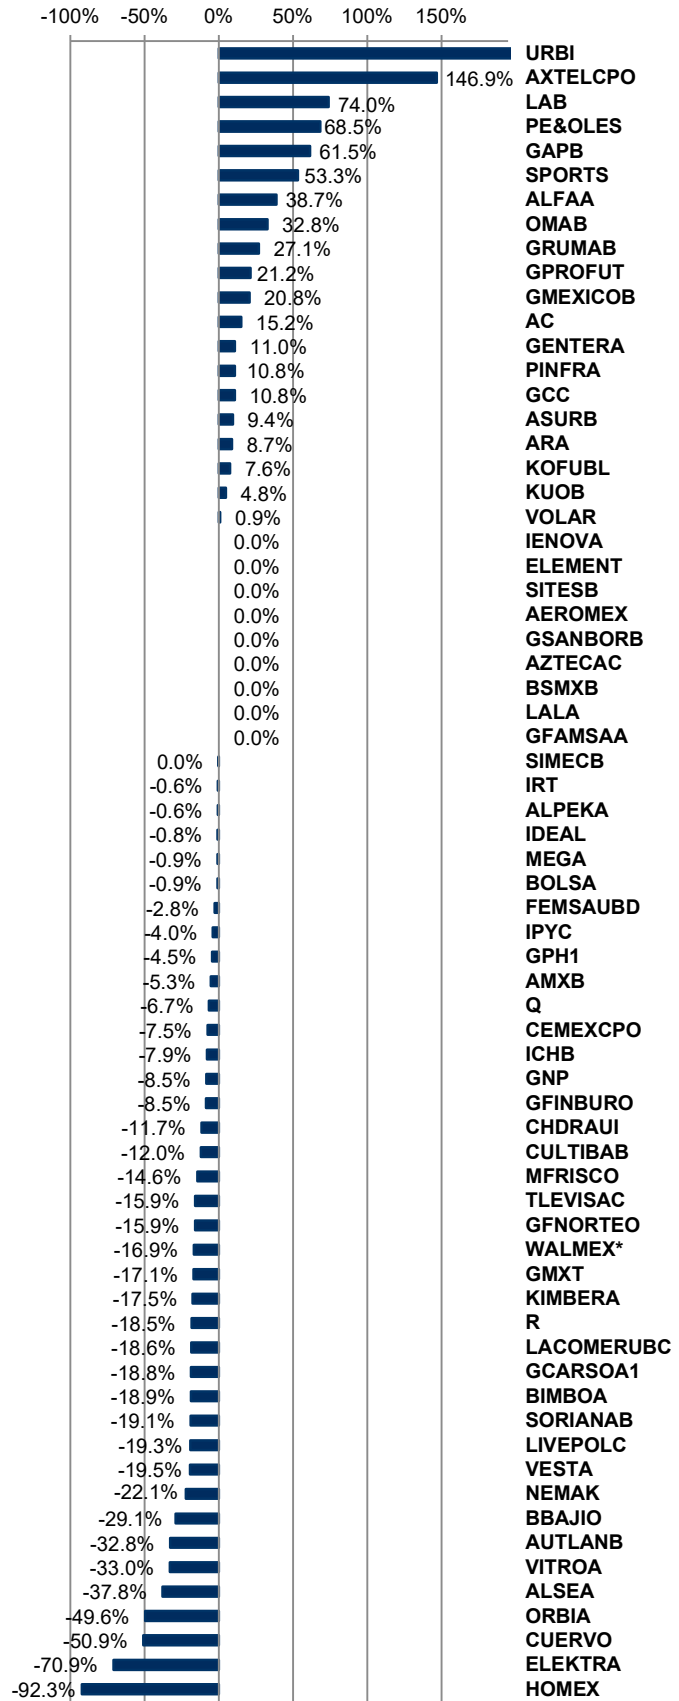 -100% -50% 0% 50% 100% 150%
URBI
146.9% AXTELCPO
74.0% LAB
68.5% PE&OLES
61.5% GAPB
53.3% SPORTS
38.7% ALFAA
32.8% OMAB
27.1% GRUMAB
21.2% GPROFUT
20.8% GMEXICOB
15.2% AC
11.0% GENTERA
10.8% PINFRA
10.8% GCC
9.4% ASURB
8.7% ARA
7.6% KOFUBL
4.8% KUOB
0.9% VOLAR
0.0% IENOVA
0.0% ELEMENT
0.0% SITESB
0.0% AEROMEX
0.0% GSANBORB
0.0% AZTECAC
0.0% BSMXB
0.0% LALA
0.0% GFAMSAA
0.0% SIMECB
-0.6% IRT
-0.6% ALPEKA
-0.8% IDEAL
-0.9% MEGA
-0.9% BOLSA
-2.8% FEMSAUBD
-4.0% IPYC
-4.5% GPH1
-5.3% AMXB
-6.7% Q
-7.5% CEMEXCPO
-7.9% ICHB
-8.5% GNP
-8.5% GFINBURO
-11.7% CHDRAUI
-12.0% CULTIBAB
-14.6% MFRISCO
-15.9% TLEVISAC
-15.9% GFNORTEO
-16.9% WALMEX*
-17.1% GMXT
-17.5% KIMBERA
-18.5% R
-18.6% LACOMERUBC
-18.8% GCARSOA1
-18.9% BIMBOA
-19.1% SORIANAB
-19.3% LIVEPOLC
-19.5% VESTA
-22.1% NEMAK
-29.1% BBAJIO
-32.8% AUTLANB
-33.0% VITROA
-37.8% ALSEA
-49.6% ORBIA
-50.9% CUERVO
-70.9% ELEKTRA
-92.3% HOMEX